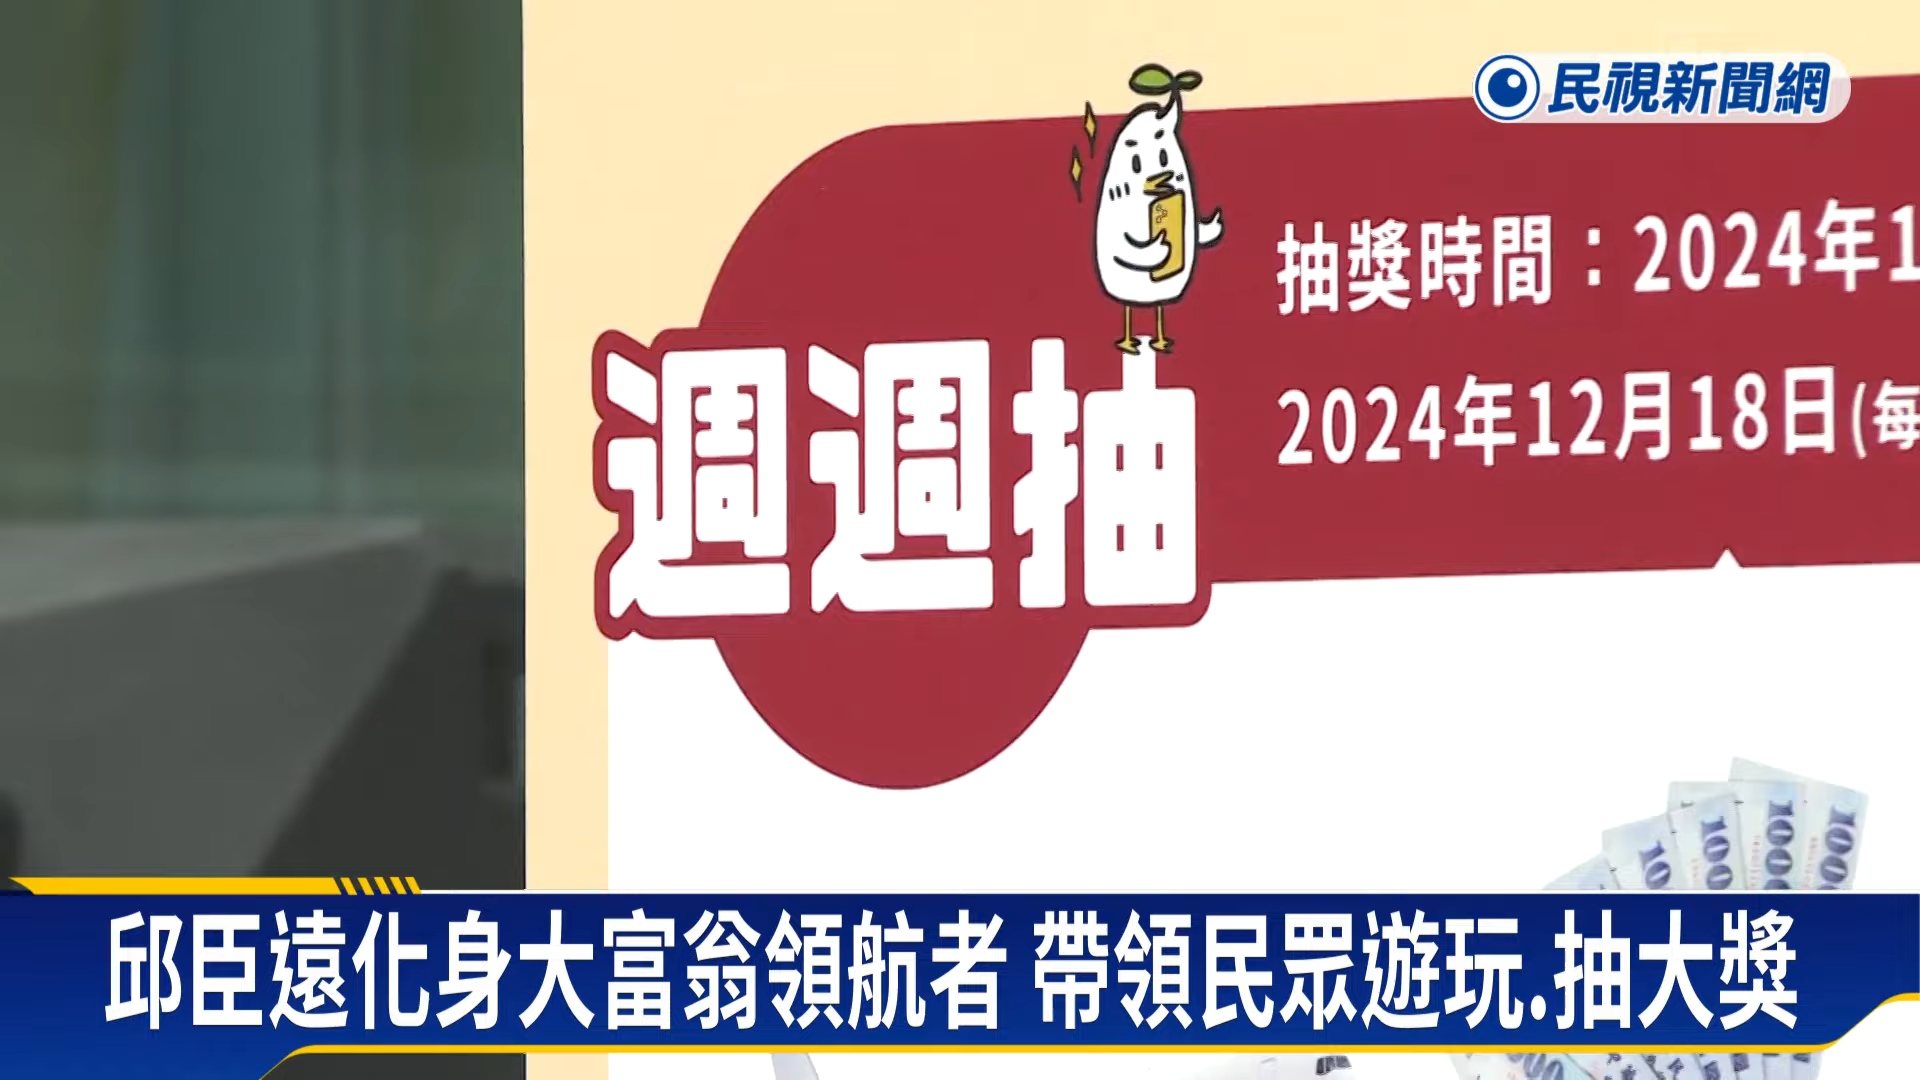 民視新聞網
抽獎時間：2024年1
週週抽
2024年12月18日(每
邱臣遠化身大富翁領航者 帶領民眾遊玩.抽大獎